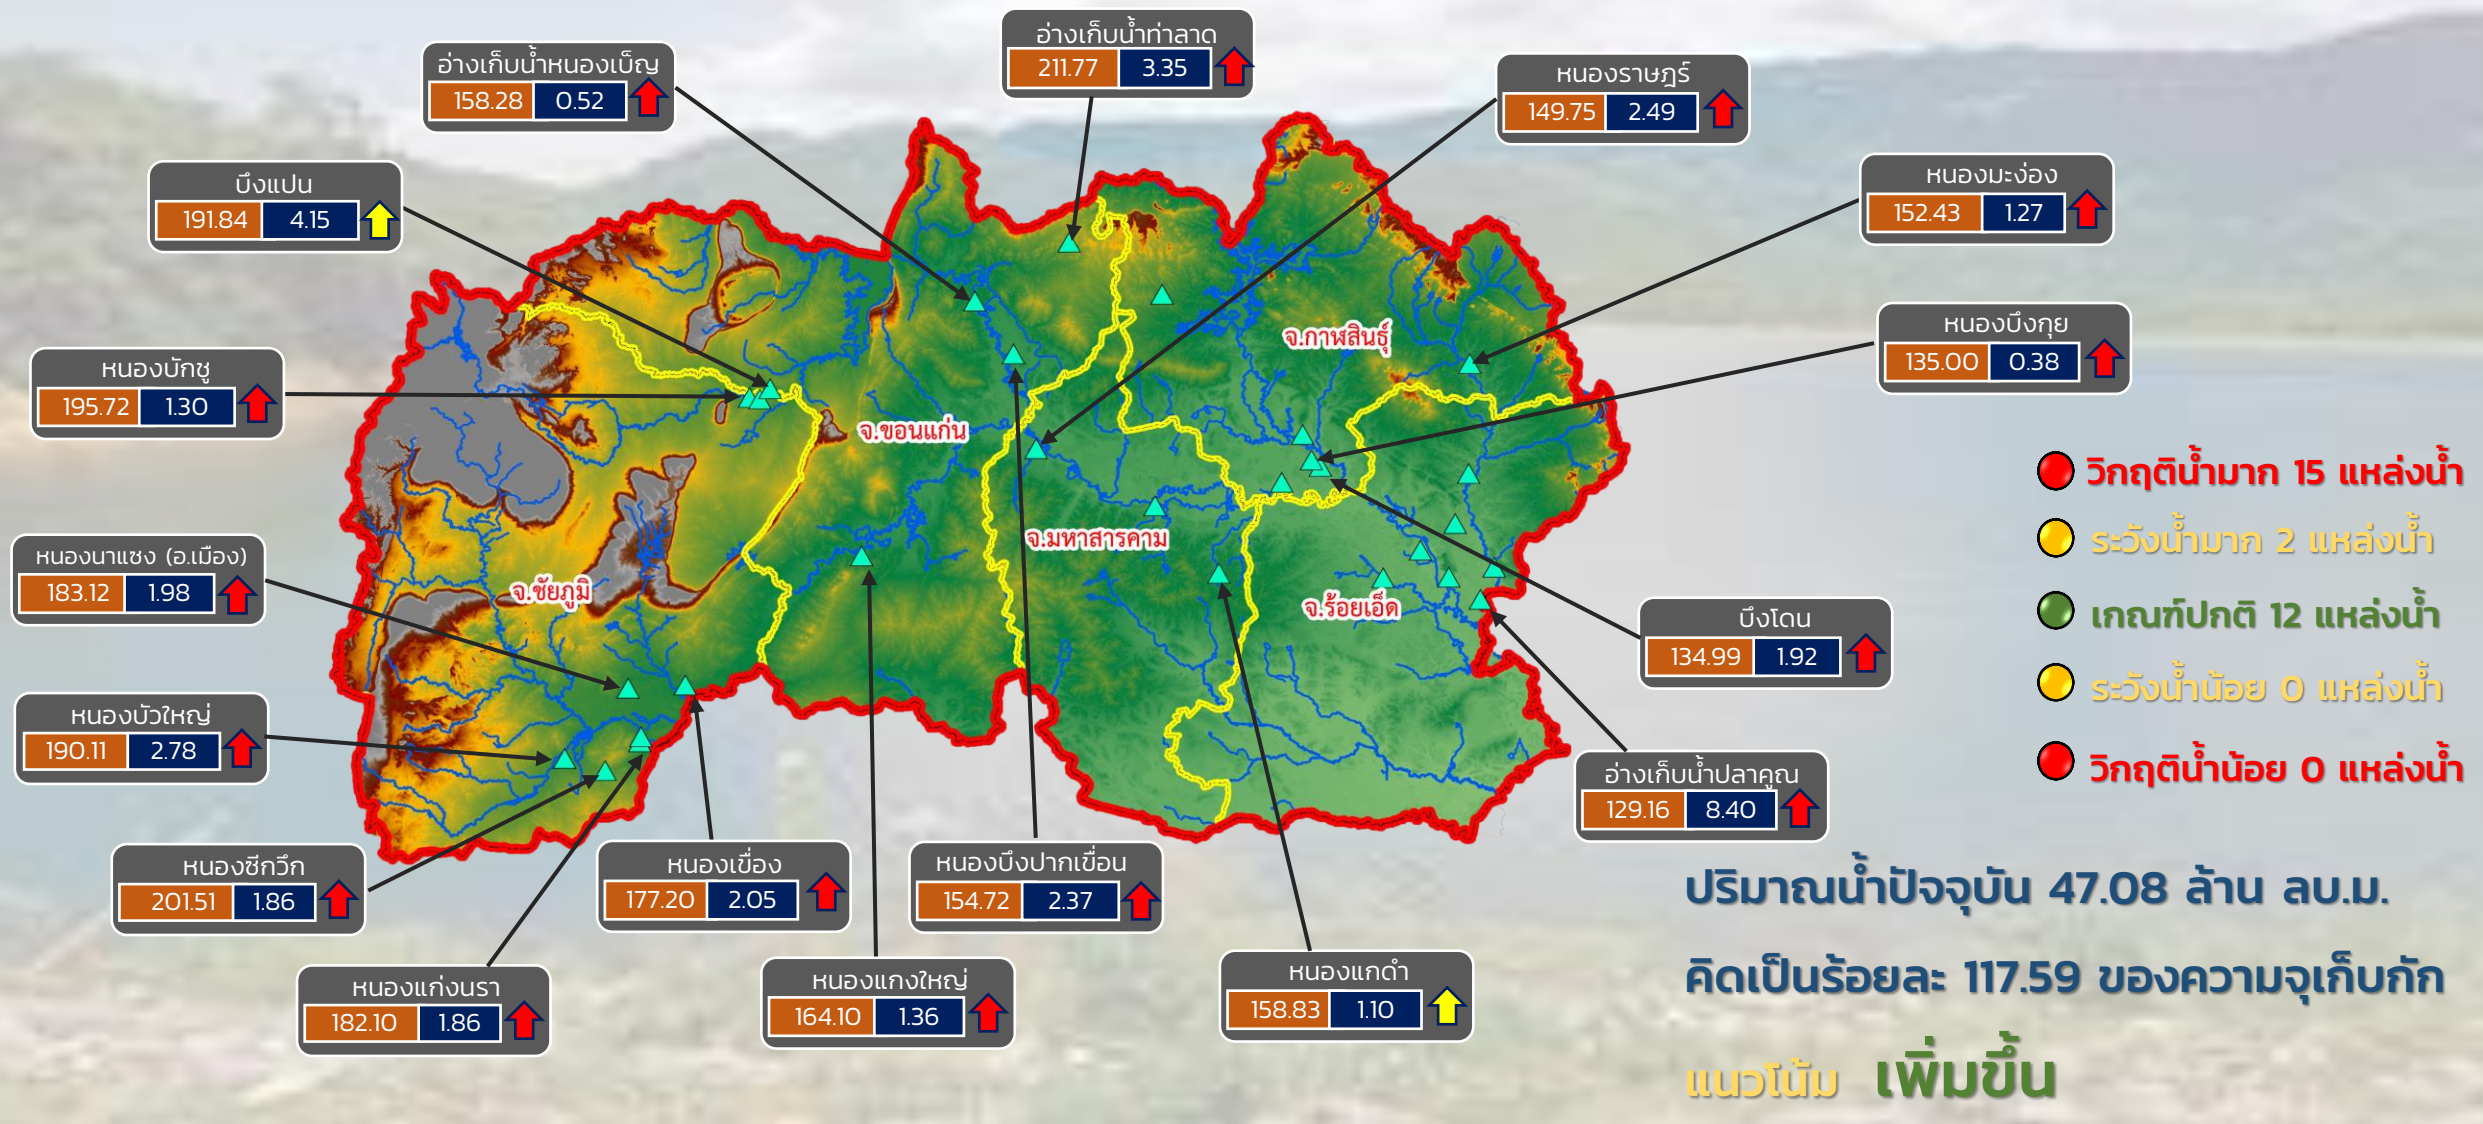 อ่างเก็บน้ำท่าลาด
211.77 3.35
อ่างเก็บน้ำหนองเบ็ญ
158.28 0.52
หนองราษฎร์
149.75 2.49
บึงแปน
191.84 4.15
หนองมะง่อง
152.43 1.27
หนองบึงกุย
135.00 0.38
หนองบักชู
195.72 1.30
จ.กาฬสินธุ์
จ.ขอนแก่น
จ.มหาสารคาม
จ.ชัยภูมิ
จ.ร้อยเอ็ด
วิกฤติน้ำมาก 15 แหล่งน้ำ
ระวังน้ำมาก 2 แหล่งน้ำ
เกณฑ์ปกติ 12 แหล่งน้ำ
ระวังน้ำน้อย 0 แหล่งน้ำ
วิกฤติน้ำน้อย 0 แหล่งน้ำ
หนองนาแซง (อ.เมือง)
183.12 1.98
บึงโดน
134.99 1.92
หนองบัวใหญ่
190.11 2.78
อ่างเก็บน้ำปลาคูณ
129.16 8.40
หนองซีกวึก
201.51 1.86
หนองเขื่อง
177.20 2.05
หนองบึงปากเขื่อน
154.72 2.37
หนองแก่งนรา
182.10 1.86
หนองแกงใหญ่
164.10 1.36
หนองแกดำ
158.83 1.10
ปริมาณน้ำปัจจุบัน 47.08 ล้าน ลบ.ม.
คิดเป็นร้อยละ 117.59 ของความจุเก็บกัก
แนวโน้ม เพิ่มขึ้น